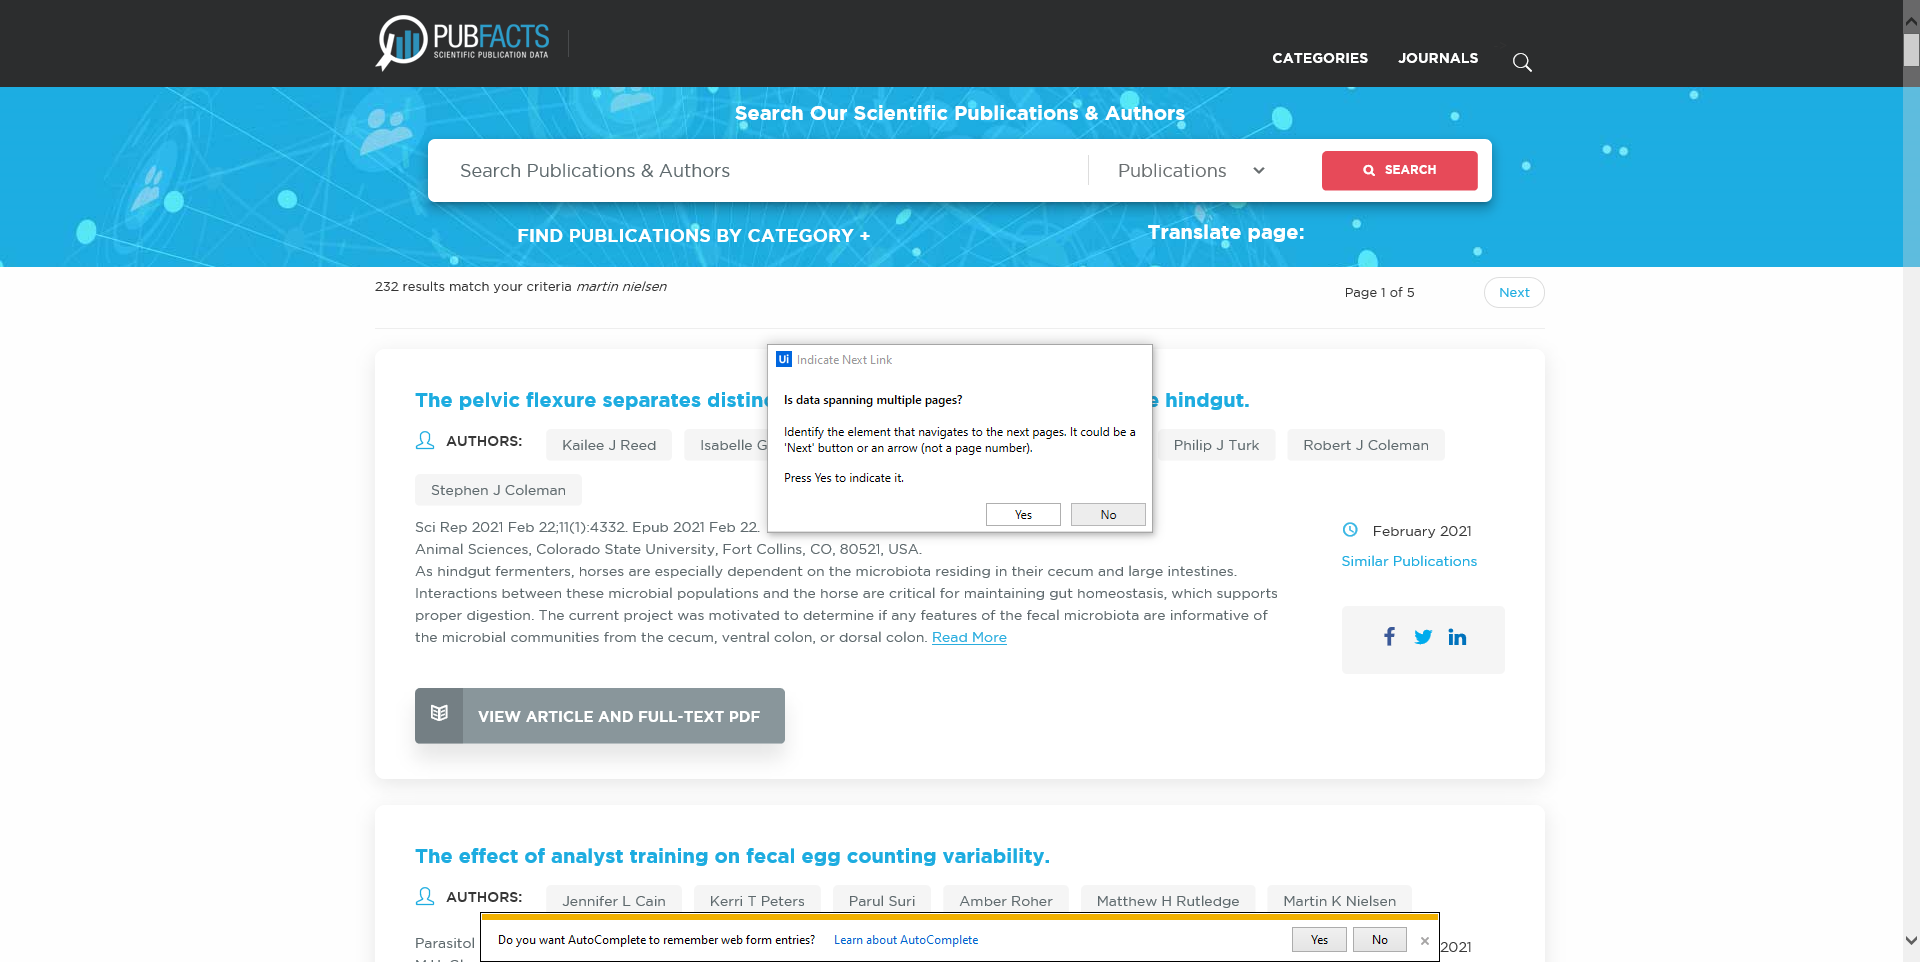 PUBFACTS
SCIENTIFIC PUBLICATION DATA
CATEGORIES JOURNALS
Search Our Scientific Publications & Authors
Search Publications & Authors Publications SEARCH
FIND PUBLICATIONS BY CATEGORY + Translate page:
232 results match your criteria martin nielsen Page 1 of 5 Next
Ui Indicate Next Link
Is data spanning multiple pages?
Identify the element that navigates to the next pages. It could be a
'Next' button or an arrow (not a page number).
Press Yes to indicate it.
Yes No
The pelvic flexure separates distinc e hindgut.
AUTHORS: Kailee J Reed Isabelle G Philip J Turk Robert J Coleman
Stephen J Coleman
Sci Rep 2021 Feb 22;11(1):4332. Epub 2021 Feb 22.
Animal Sciences, Colorado State University, Fort Collins, CO, 80521, USA.
As hindgut fermenters, horses are especially dependent on the microbiota residing in their cecum and large intestines.
Interactions between these microbial populations and the horse are critical for maintaining gut homeostasis, which supports
proper digestion. The current project was motivated to determine if any features of the fecal microbiota are informative of
the microbial communities from the cecum, ventral colon, or dorsal colon. Read More
February 2021
Similar Publications
VIEW ARTICLE AND FULL-TEXT PDF
The effect of analyst training on fecal egg counting variability.
AUTHORS: Jennifer L Cain Kerri T Peters Parul Suri Amber Roher Matthew H Rutledge Martin K Nielsen
Parasitol 2021
Do you want AutoComplete to remember web form entries? Learn about AutoComplete Yes No